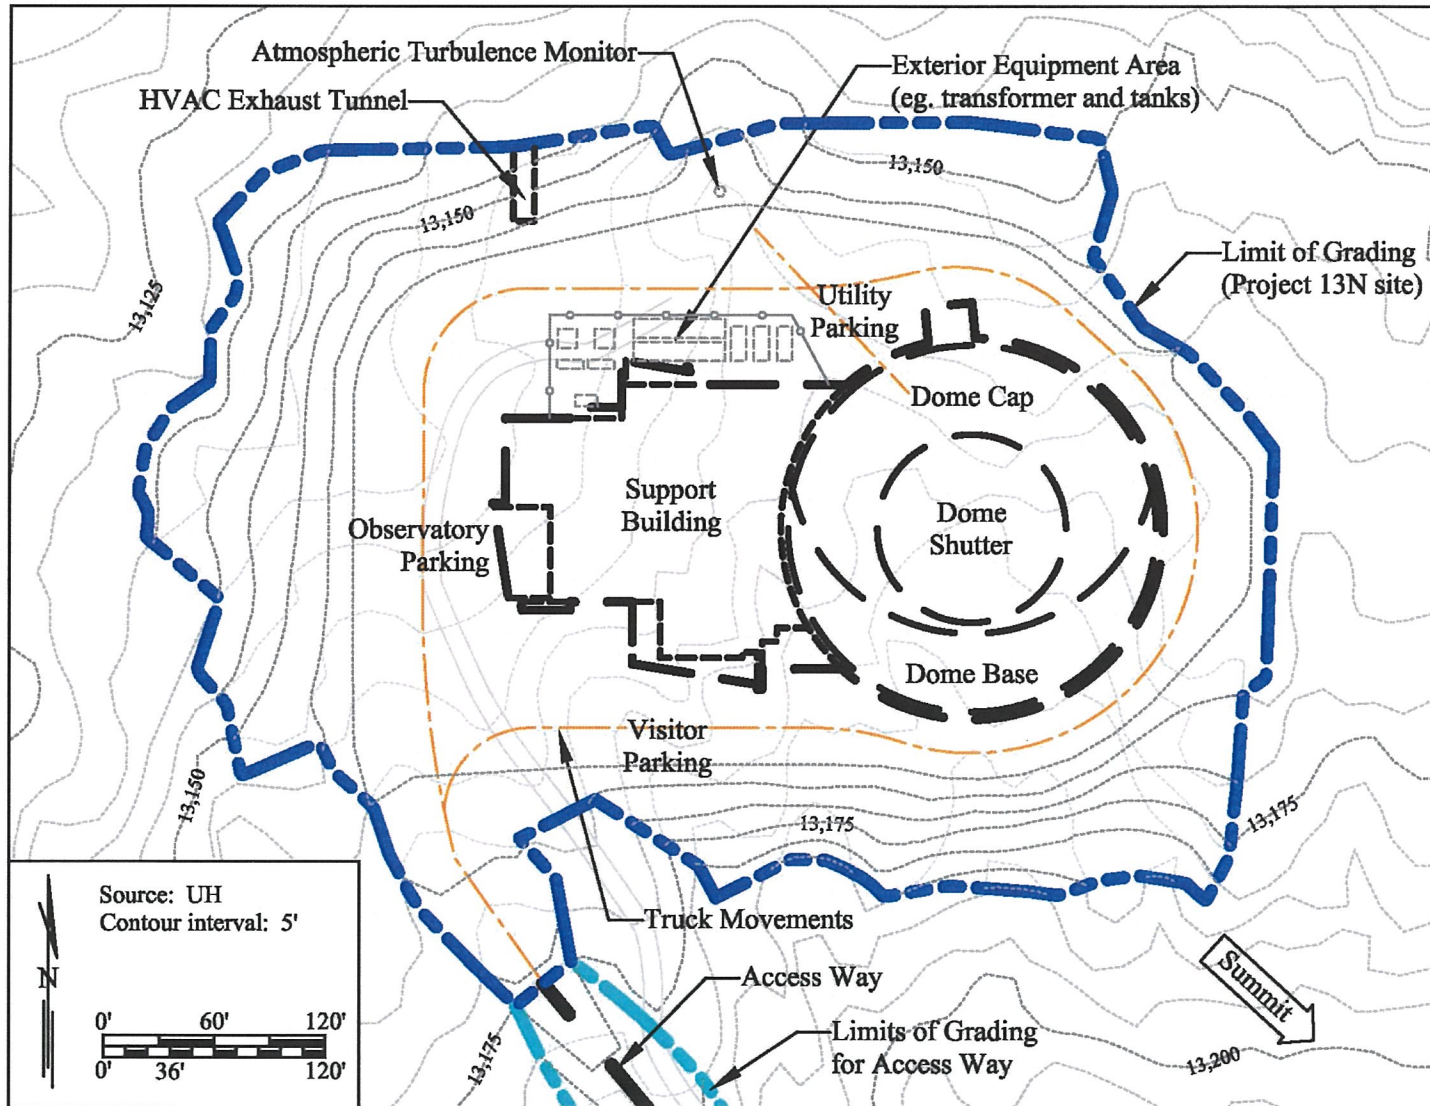 Atmospheric Turbulence Monitor
HVAC Exhaust Tunnel
Exterior Equipment Area
(eg. transformer and tanks)
13,150
13,150
Limit of Grading
(Project 13N site)
13,125
Utility
Parking
Dome Cap
Support
Building
Dome
Shutter
Observatory
Parking
Dome Base
Visitor
Parking
13,150
13,175
13,175
Source: UH
Contour interval: 5'
N
0' 60' 120'
0' 36' 120'
Truck Movements
Access Way
Summit
Limits of Grading
for Access Way
13,175
13,200